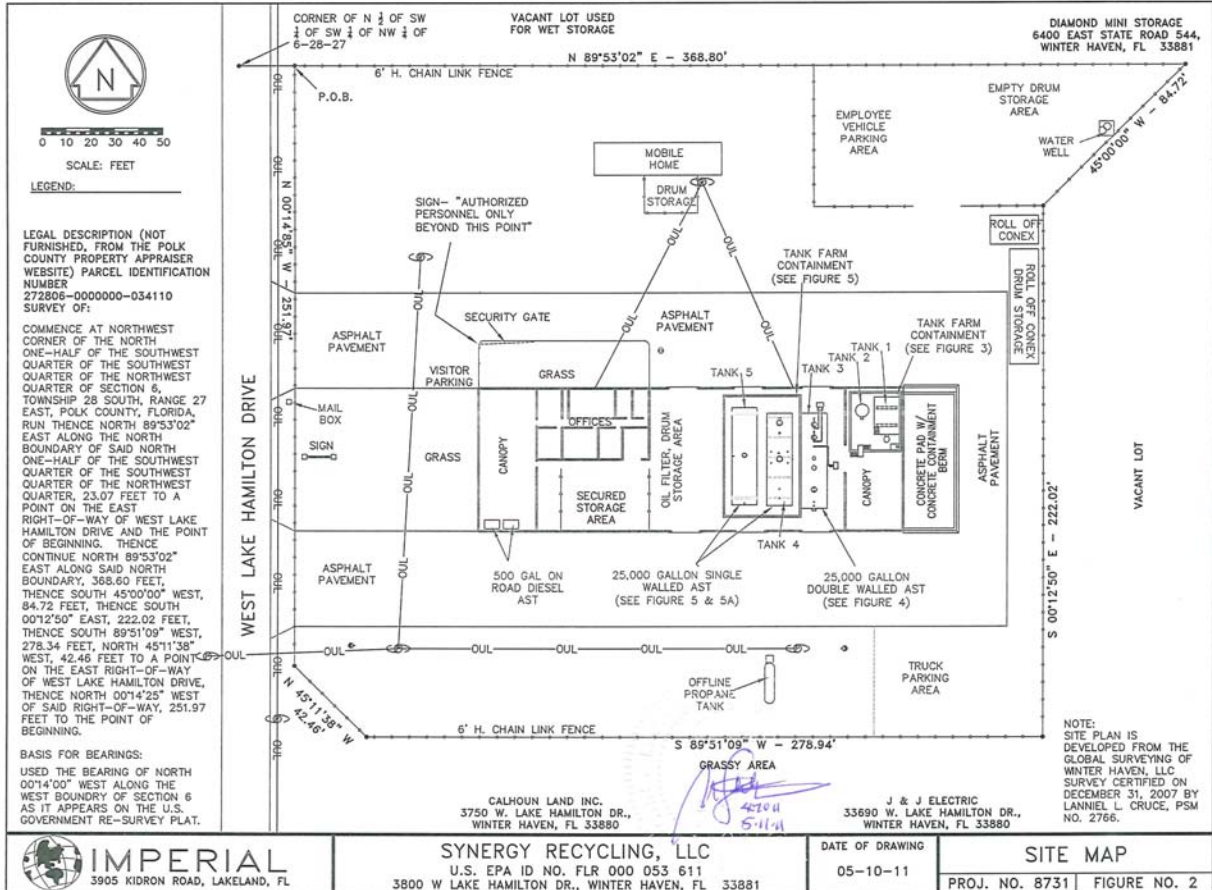 CORNER OF N ½ OF SW
¼ OF SW ¼ OF NW ¼ OF
6-28-27
VACANT LOT USED
FOR WET STORAGE
DIAMOND MINI STORAGE
6400 EAST STATE ROAD 544,
WINTER HAVEN, FL 33881
N 89°53'02" E - 368.80'
6' H. CHAIN LINK FENCE
P.O.B.
N
0 10 20 30 40 50
SCALE: FEET
LEGEND:
LEGAL DESCRIPTION (NOT
FURNISHED, FROM THE POLK
COUNTY PROPERTY APPRAISER
WEBSITE) PARCEL IDENTIFICATION
NUMBER
272806-0000000-034110
SURVEY OF:
COMMENCE AT NORTHWEST
CORNER OF THE NORTH
ONE-HALF OF THE SOUTHWEST
QUARTER OF THE SOUTHWEST
QUARTER OF THE NORTHWEST
QUARTER OF SECTION 6,
TOWNSHIP 28 SOUTH, RANGE 27
EAST, POLK COUNTY, FLORIDA,
RUN THENCE NORTH 89°53'02"
EAST ALONG THE NORTH
BOUNDARY OF SAID NORTH
ONE-HALF OF THE SOUTHWEST
QUARTER OF THE SOUTHWEST
QUARTER OF THE NORTHWEST
QUARTER, 23.07 FEET TO A
POINT ON THE EAST
RIGHT-OF-WAY OF WEST LAKE
HAMILTON DRIVE AND THE POINT
OF BEGINNING. THENCE
CONTINUE NORTH 89°53'02"
EAST ALONG SAID NORTH
BOUNDARY, 368.60 FEET,
THENCE SOUTH 45°00'00" WEST,
84.72 FEET, THENCE SOUTH
00°12'50" EAST, 222.02 FEET,
THENCE SOUTH 89°51'09" WEST,
278.34 FEET, NORTH 45°11'38"
WEST, 42.46 FEET TO A POINT
ON THE EAST RIGHT-OF-WAY
OF WEST LAKE HAMILTON DRIVE,
THENCE NORTH 00°14'25" WEST
OF SAID RIGHT-OF-WAY, 251.97
FEET TO THE POINT OF
BEGINNING.
BASIS FOR BEARINGS:
USED THE BEARING OF NORTH
00°14'00" WEST ALONG THE
WEST BOUNDRY OF SECTION 6
AS IT APPEARS ON THE U.S.
GOVERNMENT RE-SURVEY PLAT.
WEST LAKE HAMILTON DRIVE
OUL
OUL
OUL
OUL
OUL
OUL
OUL
OUL
N 00°14'85" W - 251.97'
EMPLOYEE
VEHICLE
PARKING
AREA
EMPTY DRUM
STORAGE
AREA
WATER
WELL
45°00'00" W - 84.72'
MOBILE
HOME
DRUM
STORAGE
SIGN- "AUTHORIZED
PERSONNEL ONLY
BEYOND THIS POINT"
OUL
OUL
OUL
OUL
ROLL OFF
CONEX
ROLL OFF CONEX
DRUM STORAGE
TANK FARM
CONTAINMENT
(SEE FIGURE 5)
OUL
OUL
OUL
OUL
SECURITY GATE
ASPHALT
PAVEMENT
ASPHALT
PAVEMENT
TANK FARM
CONTAINMENT
(SEE FIGURE 3)
TANK 1
TANK 2
TANK 3
TANK 5
VISITOR
PARKING
GRASS
MAIL
BOX
SIGN
GRASS
CANOPY
OFFICES
SECURED
STORAGE
AREA
OIL FILTER, DRUM
STORAGE AREA
TANK 4
CANOPY
CONCRETE PAD W/
CONCRETE CONTAINMENT
BERM
ASPHALT
PAVEMENT
VACANT LOT
S 00°12'50" E - 222.02'
ASPHALT
PAVEMENT
500 GAL ON
ROAD DIESEL
AST
25,000 GALLON SINGLE
WALLED AST
(SEE FIGURE 5 & 5A)
25,000 GALLON
DOUBLE WALLED AST
(SEE FIGURE 4)
OUL
OUL
OUL
OUL
OUL
OUL
OFFLINE
PROPANE
TANK
TRUCK
PARKING
AREA
N 45°11'38" W
42.46'
6' H. CHAIN LINK FENCE
S 89°51'09" W - 278.94'
GRASSY AREA
NOTE:
SITE PLAN IS
DEVELOPED FROM THE
GLOBAL SURVEYING OF
WINTER HAVEN, LLC
SURVEY CERTIFIED ON
DECEMBER 31, 2007 BY
LANNIEL L. CRUCE, PSM
NO. 2766.
CALHOUN LAND INC.
3750 W. LAKE HAMILTON DR.,
WINTER HAVEN, FL 33880
5-11-11
J & J ELECTRIC
33690 W. LAKE HAMILTON DR.,
WINTER HAVEN, FL 33880
IMPERIAL
3905 KIDRON ROAD, LAKELAND, FL
SYNERGY RECYCLING, LLC
U.S. EPA ID NO. FLR 000 053 611
3800 W LAKE HAMILTON DR., WINTER HAVEN, FL 33881
DATE OF DRAWING
05-10-11
SITE MAP
PROJ. NO. 8731
FIGURE NO. 2